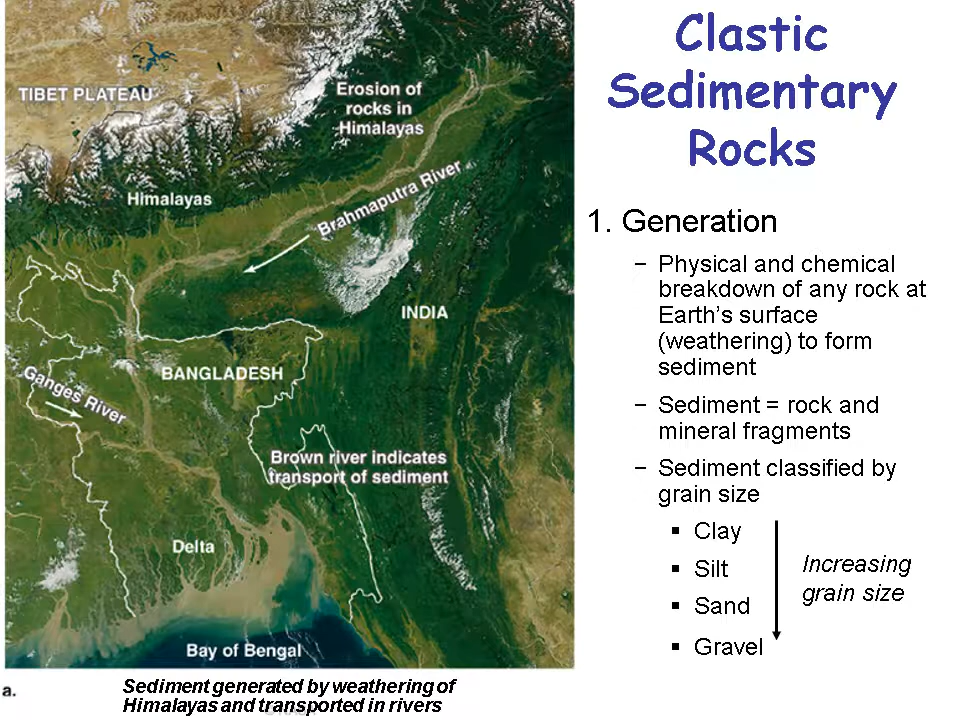 Clastic
Sedimentary
Rocks
TIBET PLATEAU
Erosion of
rocks in
Himalayas
Himalayas
Brahmaputra River
INDIA
BANGLADESH
Ganges River
Brown river indicates
transport of sediment
Delta
Bay of Bengal
a.
Sediment generated by weathering of
Himalayas and transported in rivers
1. Generation
– Physical and chemical
breakdown of any rock at
Earth's surface
(weathering) to form
sediment
– Sediment = rock and
mineral fragments
– Sediment classified by
grain size
▪ Clay
▪ Silt
▪ Sand
▪ Gravel
Increasing
grain size